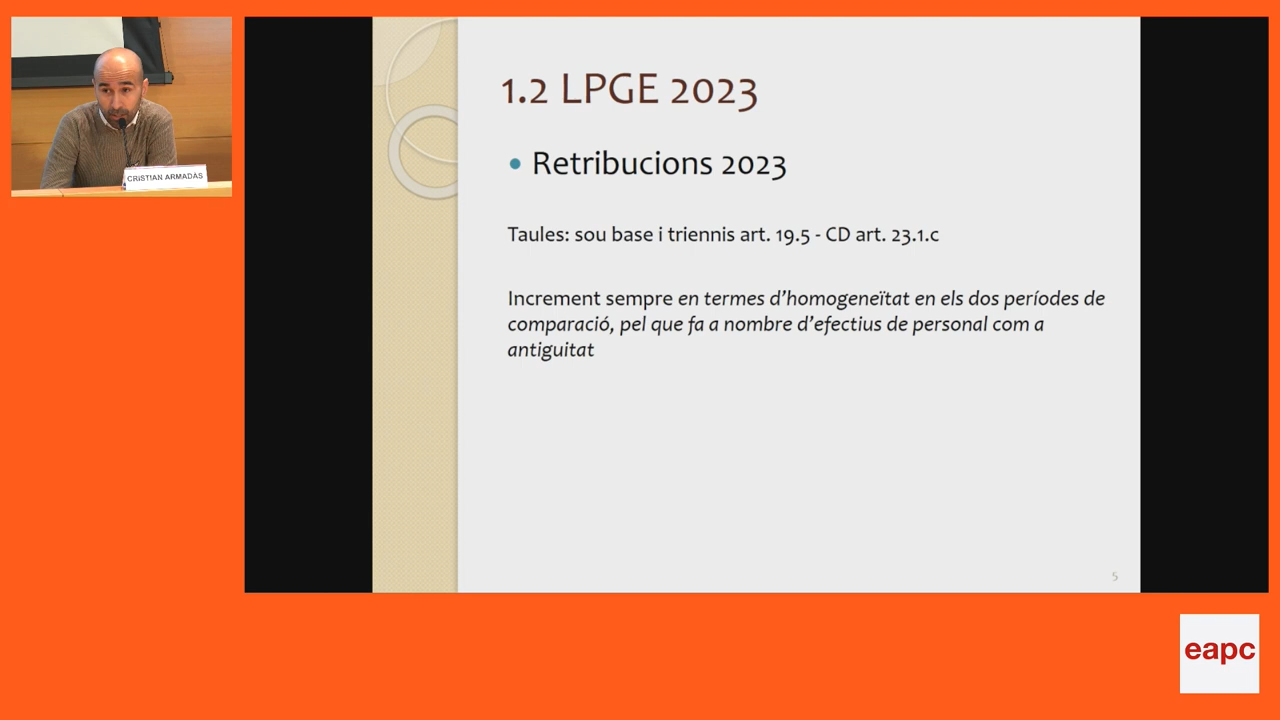 CRISTIAN ARMADAS
1.2 LPGE 2023
• Retribucions 2023
Taules: sou base i triennis art. 19.5 - CD art. 23.1.c
Increment sempre en termes d'homogeneïtat en els dos períodes de
comparació, pel que fa a nombre d'efectius de personal com a
antiguitat
5
eapc